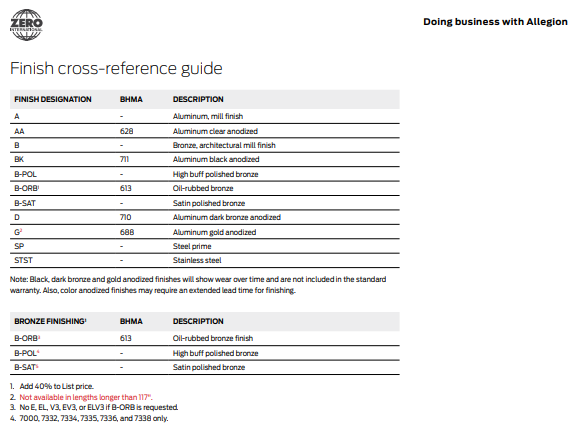 ZERO
INTERNATIONAL
Doing business with Allegion
Finish cross-reference guide
FINISH DESIGNATION BHMA DESCRIPTION
A - Aluminum, mill finish
AA 628 Aluminum clear anodized
B - Bronze, architectural mill finish
BK 711 Aluminum black anodized
B-POL - High buff polished bronze
B-ORB¹ 613 Oil-rubbed bronze
B-SAT - Satin polished bronze
D 710 Aluminum dark bronze anodized
G² 688 Aluminum gold anodized
SP - Steel prime
STST - Stainless steel
Note: Black, dark bronze and gold anodized finishes will show wear over time and are not included in the standard
warranty. Also, color anodized finishes may require an extended lead time for finishing.
BRONZE FINISHING BHMA DESCRIPTION
B-ORB³ 613 Oil-rubbed bronze finish
B-POL - High buff polished bronze
B-SAT - Satin polished bronze
1. Add 40% to List price.
2. Not available in lengths longer than 117".
3. No E, EL, V3, EV3, or ELV3 if B-ORB is requested.
4. 7000, 7332, 7334, 7335, 7336, and 7338 only.